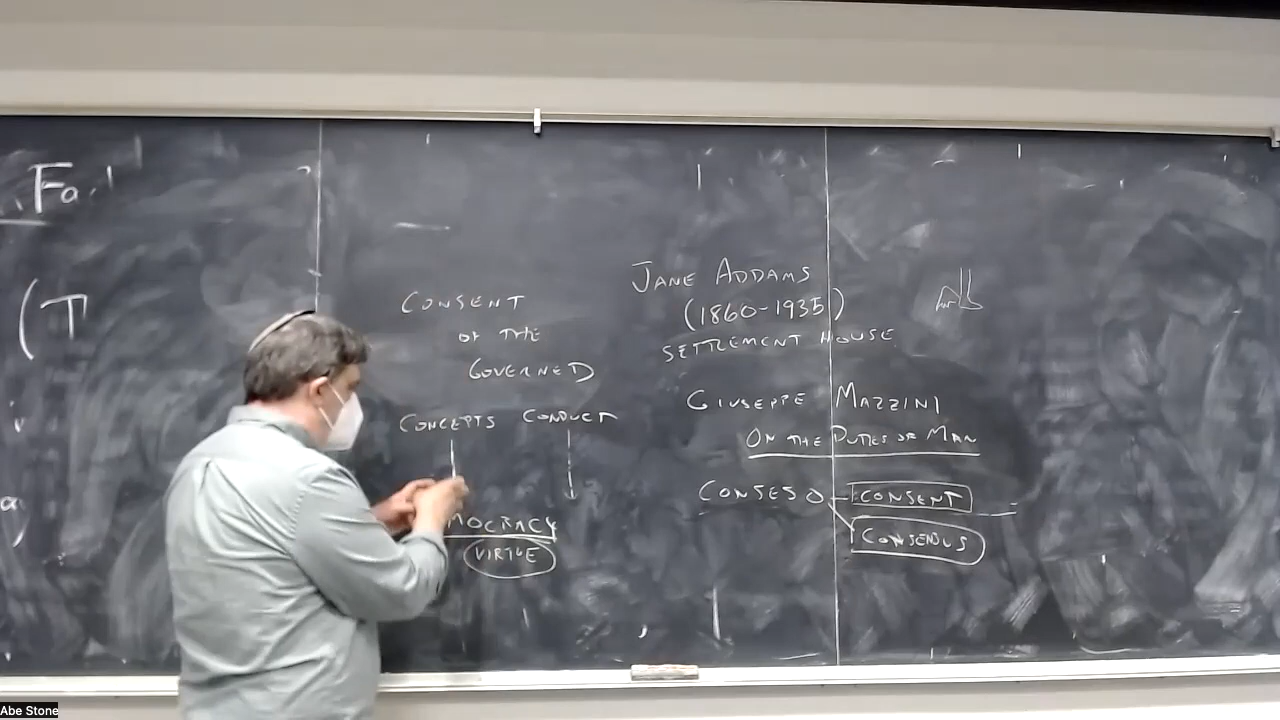 Fa
(T
CONSENT
OF THE
GOVERNED
CONCEPTS CONDUCT
MOCRACY
VIRTUE
JANE ADDAMS
(1860-1935)
SETTLEMENT HOUSE
GIUSEPPE MAZZINI
ON THE DUTIES OF MAN
CONSESO CONSENT
CONSENSUS
Abe Stone